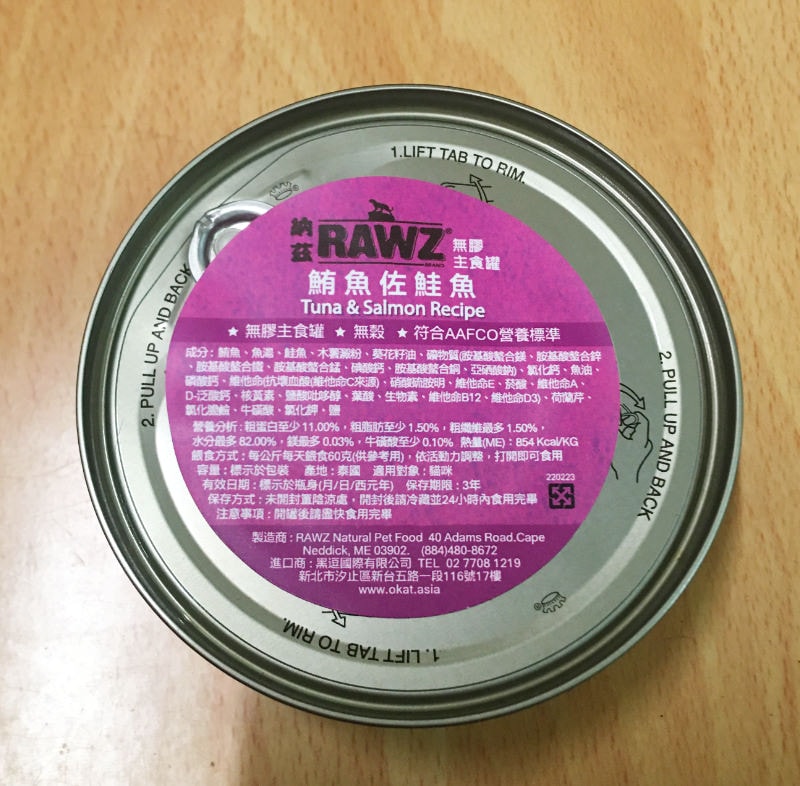 1.LIFT TAB TO RIM.
納茲 RAWZ® BRAND
無膠
主食罐
鮪魚佐鮭魚
Tuna & Salmon Recipe
★ 無膠主食罐 ★ 無穀 ★ 符合AAFCO營養標準
成分：鮪魚、魚湯、鮭魚、木薯澱粉、葵花籽油、礦物質(胺基酸螯合鎂、胺基酸螯合鋅
、胺基酸螯合鐵、胺基酸螯合錳、碘酸鈣、胺基酸螯合銅、亞硒酸鈉)、氯化鈣、魚油、
磷酸鈣、維他命(抗壞血酸(維他命C來源)、硝酸硫胺明、維他命E、菸酸、維他命A、
D-泛酸鈣、核黃素、鹽酸吡哆醇、葉酸、生物素、維他命B12、維他命D3)、荷蘭芹、
氯化膽鹼、牛磺酸、氯化鉀、鹽
營養分析：粗蛋白至少 11.00%，粗脂肪至少 1.50%，粗纖維最多 1.50%，
水分最多 82.00%，鎂最多 0.03%，牛磺酸至少 0.10% 熱量(ME)：854 Kcal/KG
餵食方式：每公斤每天餵食60克(供參考用)，依活動力調整，打開即可食用
容量：標示於包裝 產地：泰國 適用對象：貓咪
有效日期：標示於瓶身(月/日/西元年) 保存期限：3年
220223
保存方式：未開封置陰涼處，開封後請冷藏並24小時內食用完畢
注意事項：開罐後請盡快食用完畢
製造商：RAWZ Natural Pet Food 40 Adams Road.Cape
Neddick, ME 03902. (884)480-8672
進口商：黑逗國際有限公司 TEL 02 7708 1219
新北市汐止區新台五路一段116號17樓
www.okat.asia
2. PULL UP AND BACK
2. PULL UP AND BACK
1. LIFT TAB TO RIM.